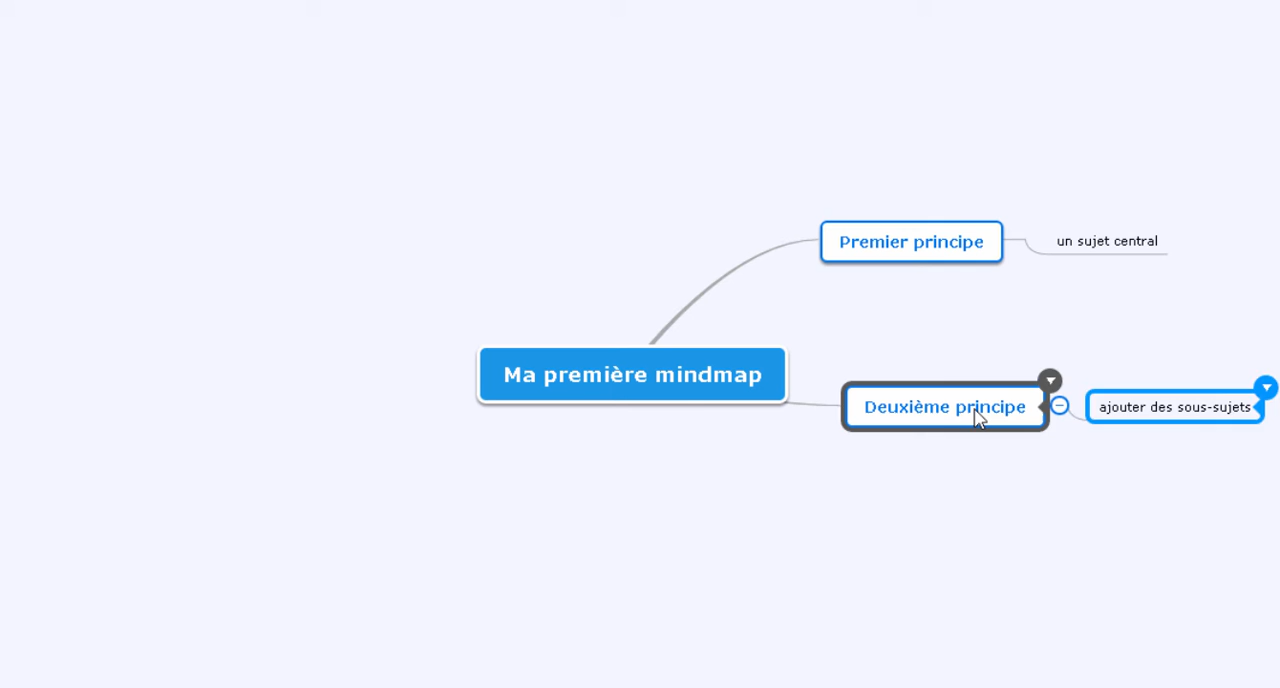 Premier principe
un sujet central
Ma première mindmap
Deuxième principe
ajouter des sous-sujets